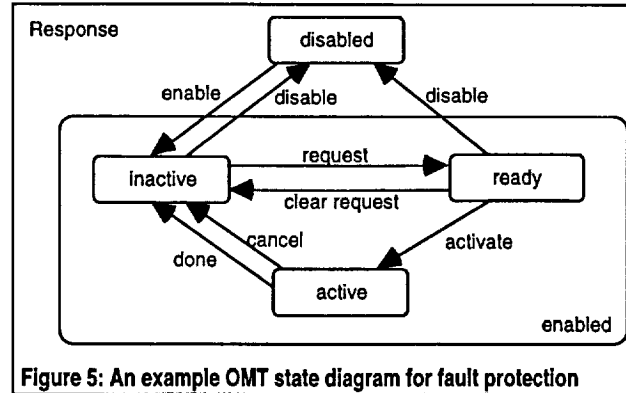 Response
disabled
enable
disable
disable
inactive
request
ready
clear request
cancel
done
activate
active
enabled
Figure 5: An example OMT state diagram for fault protection